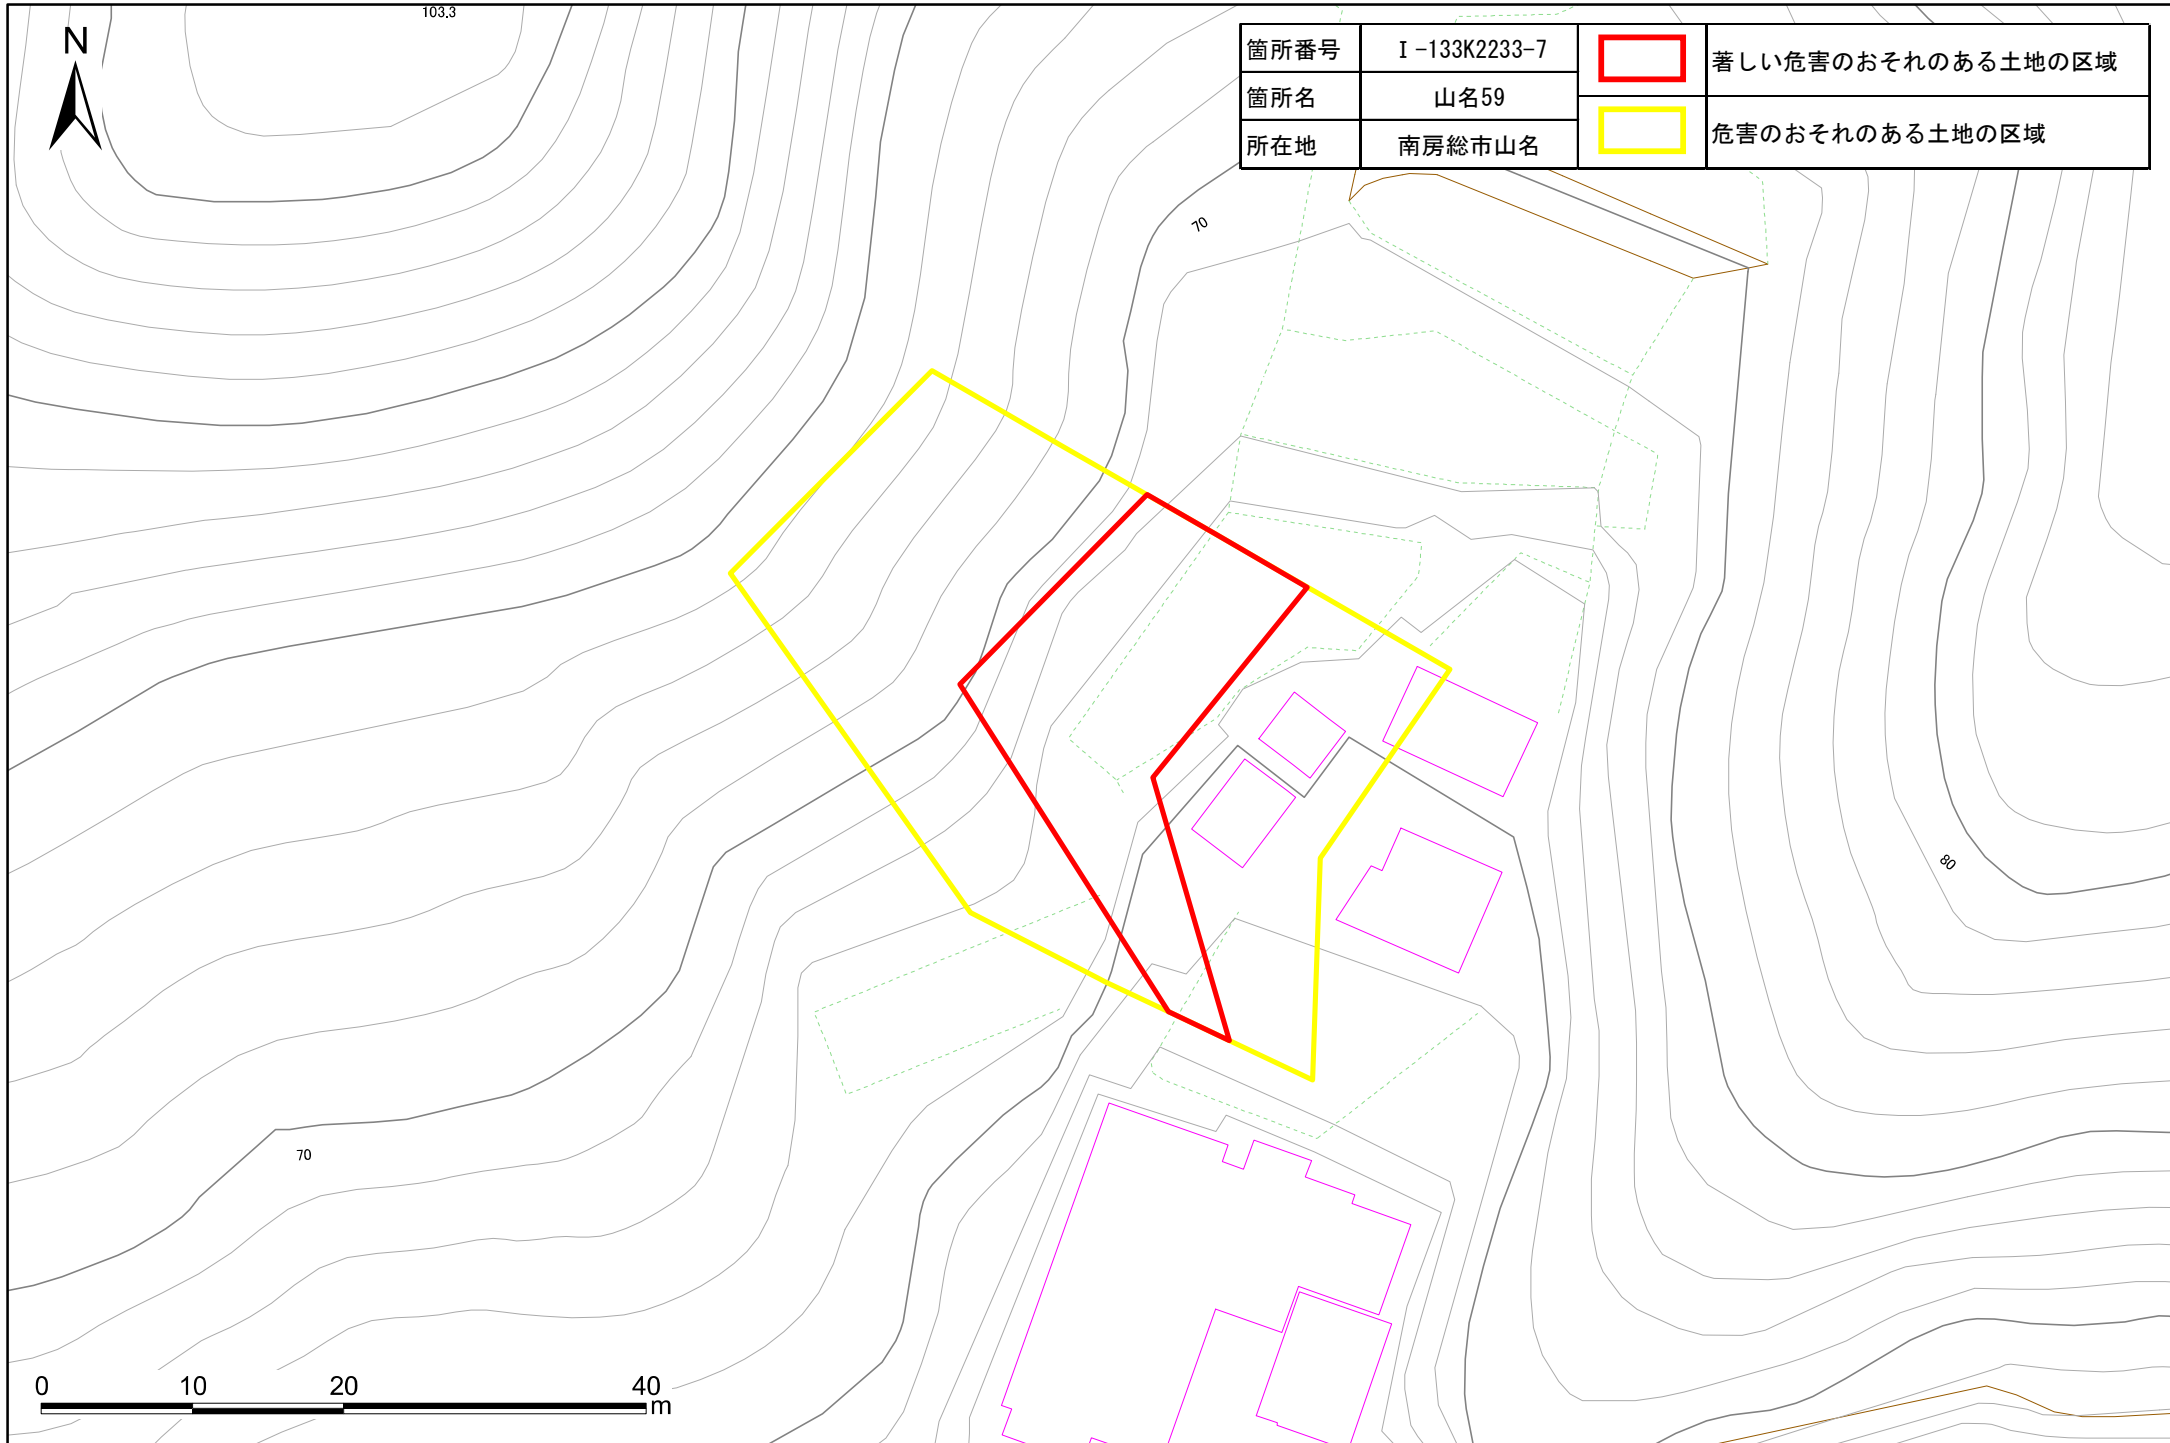 103.3
N
箇所番号 Ⅰ-133K2233-7 著しい危害のおそれのある土地の区域
箇所名 山名59
所在地 南房総市山名 危害のおそれのある土地の区域
70
80
70
0 10 20 40 m